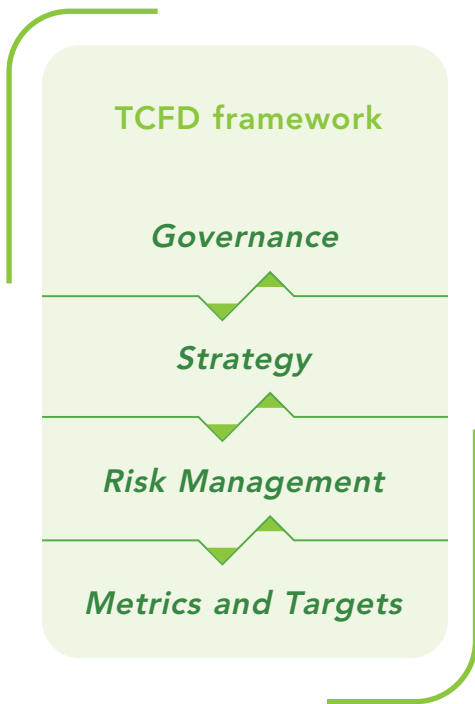 TCFD framework
Governance
Strategy
Risk Management
Metrics and Targets